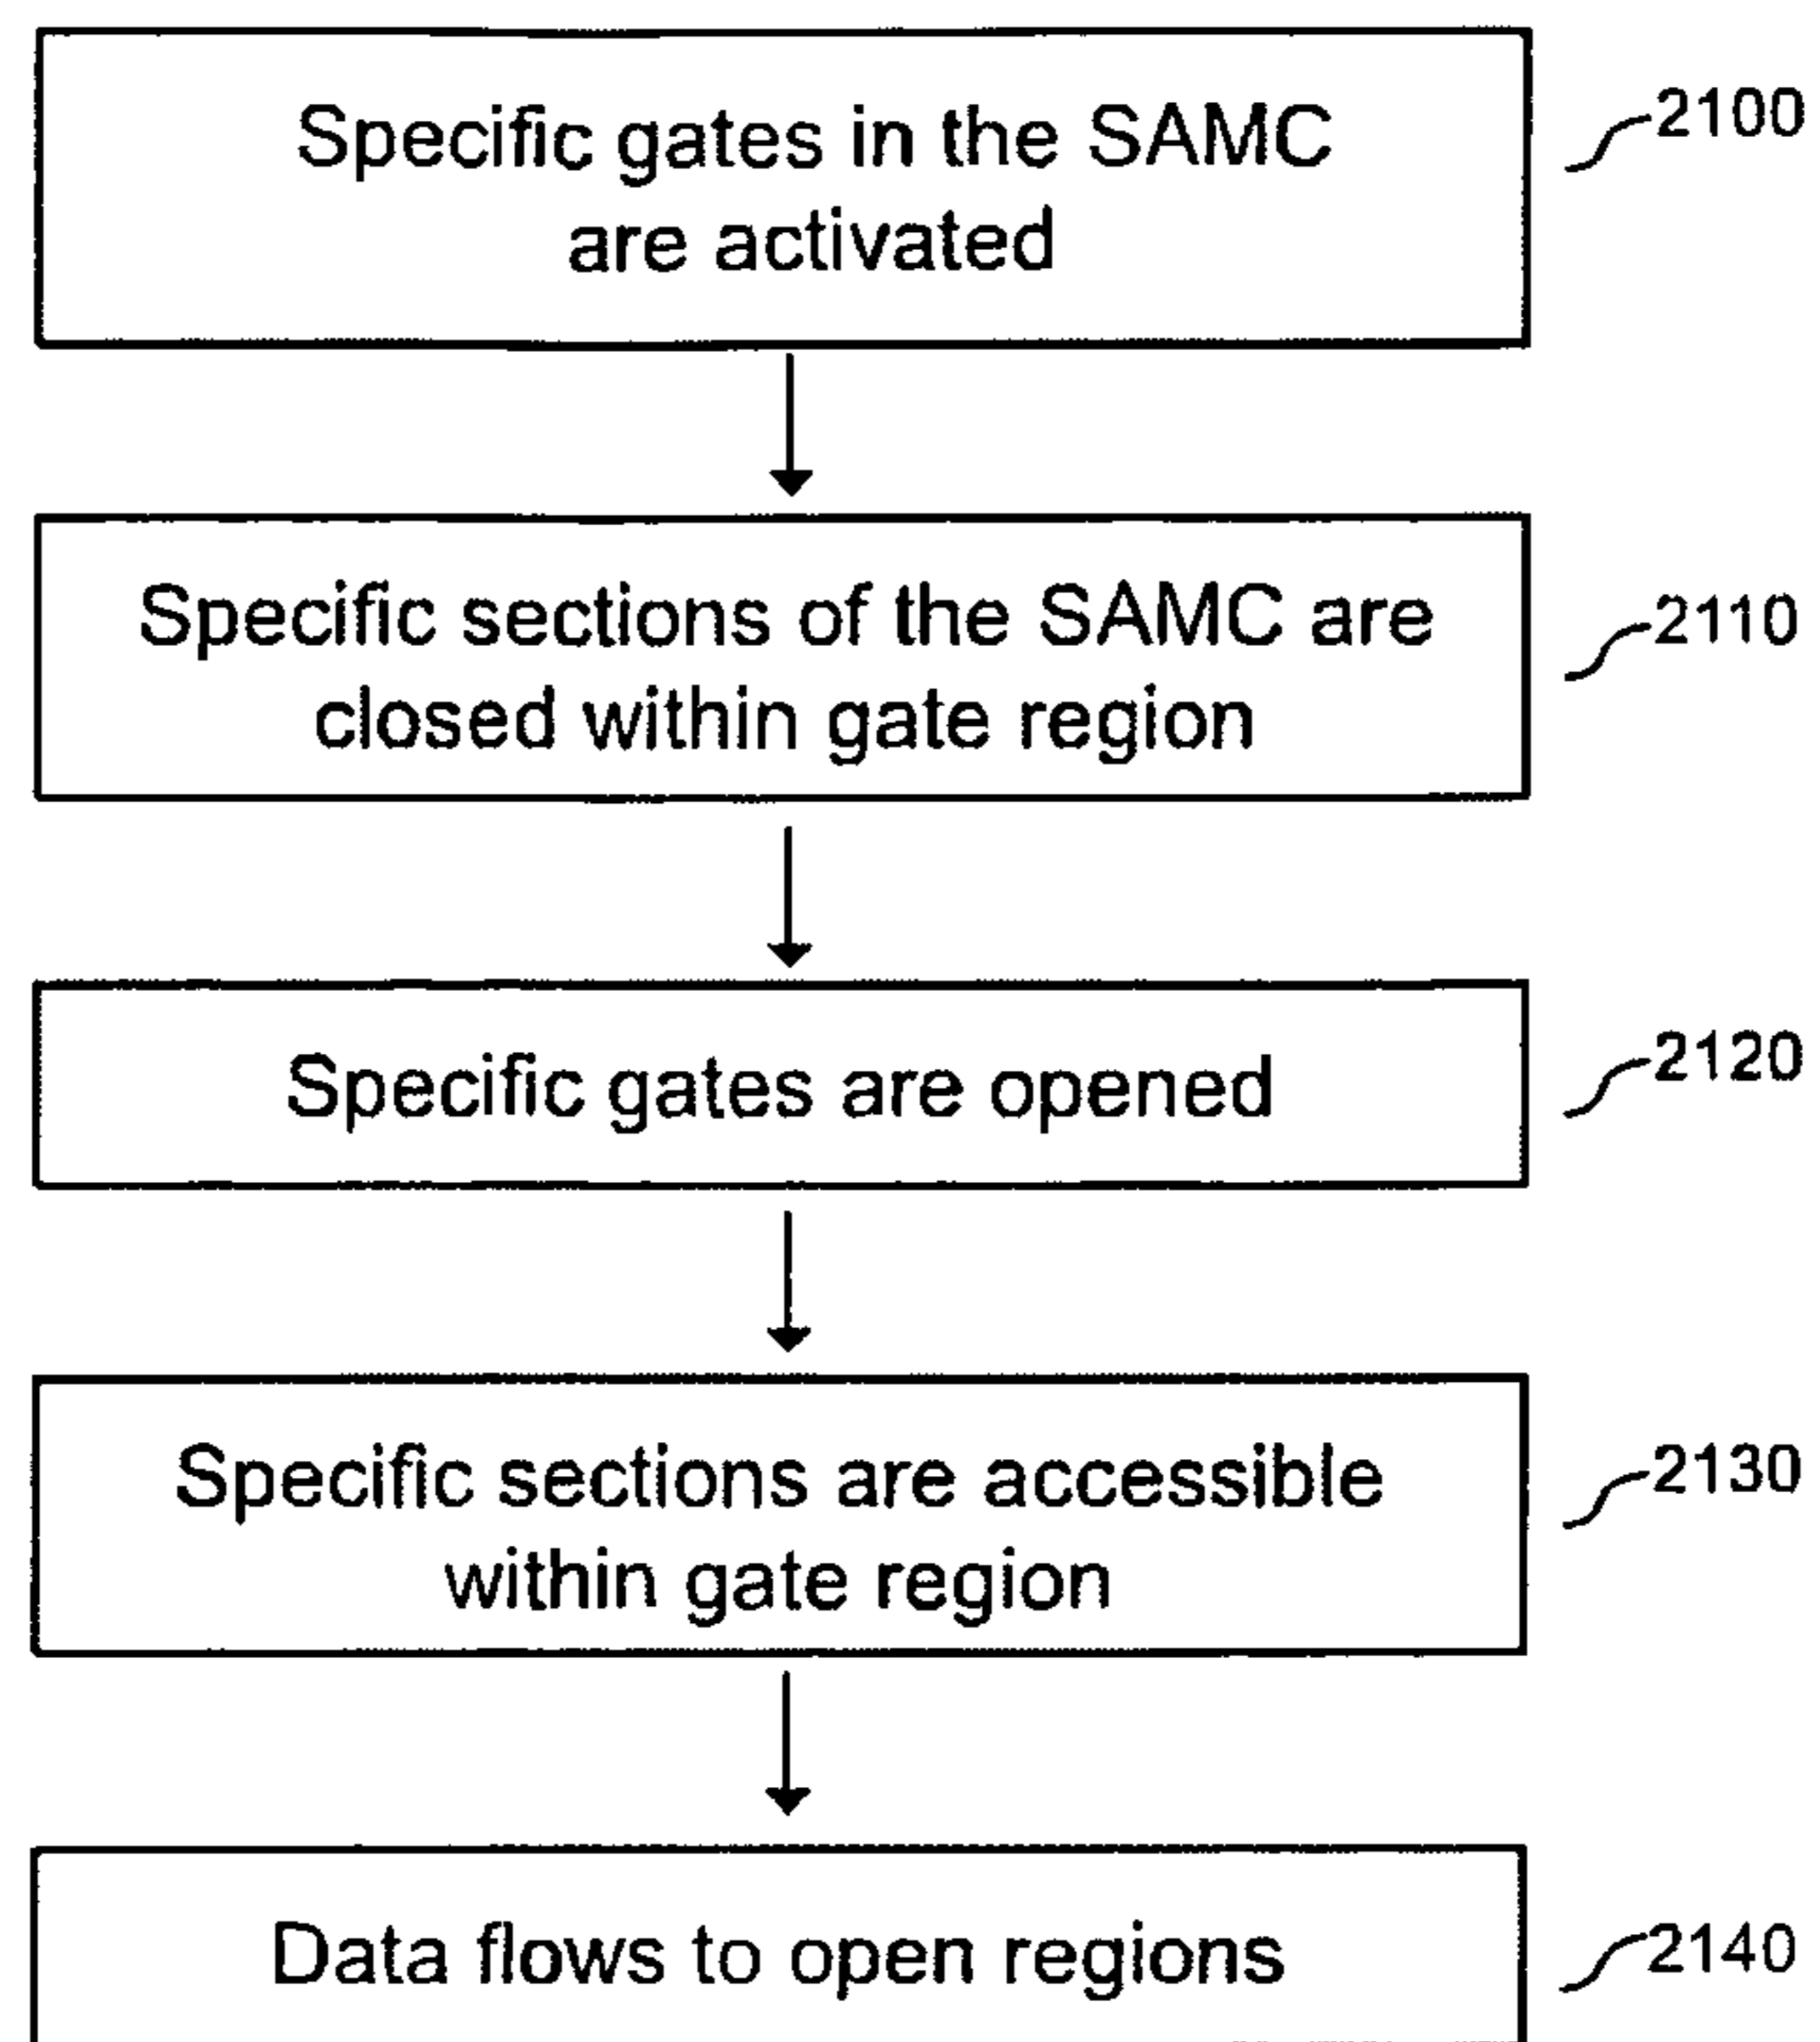 Specific gates in the SAMC
are activated
2100
Specific sections of the SAMC are
closed within gate region
2110
Specific gates are opened
2120
Specific sections are accessible
within gate region
2130
Data flows to open regions
2140